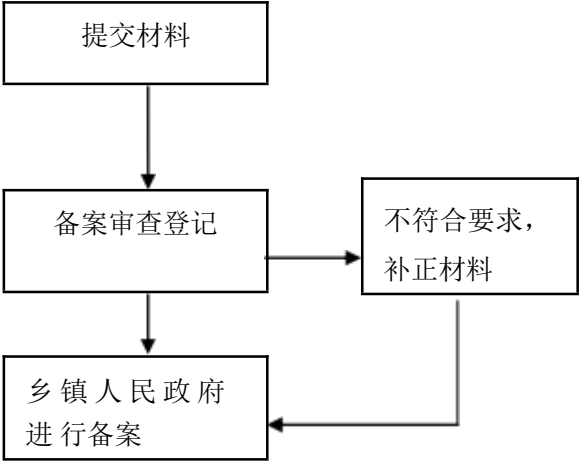 提交材料
备案审查登记
不符合要求，
补正材料
乡镇人民政府
进行备案